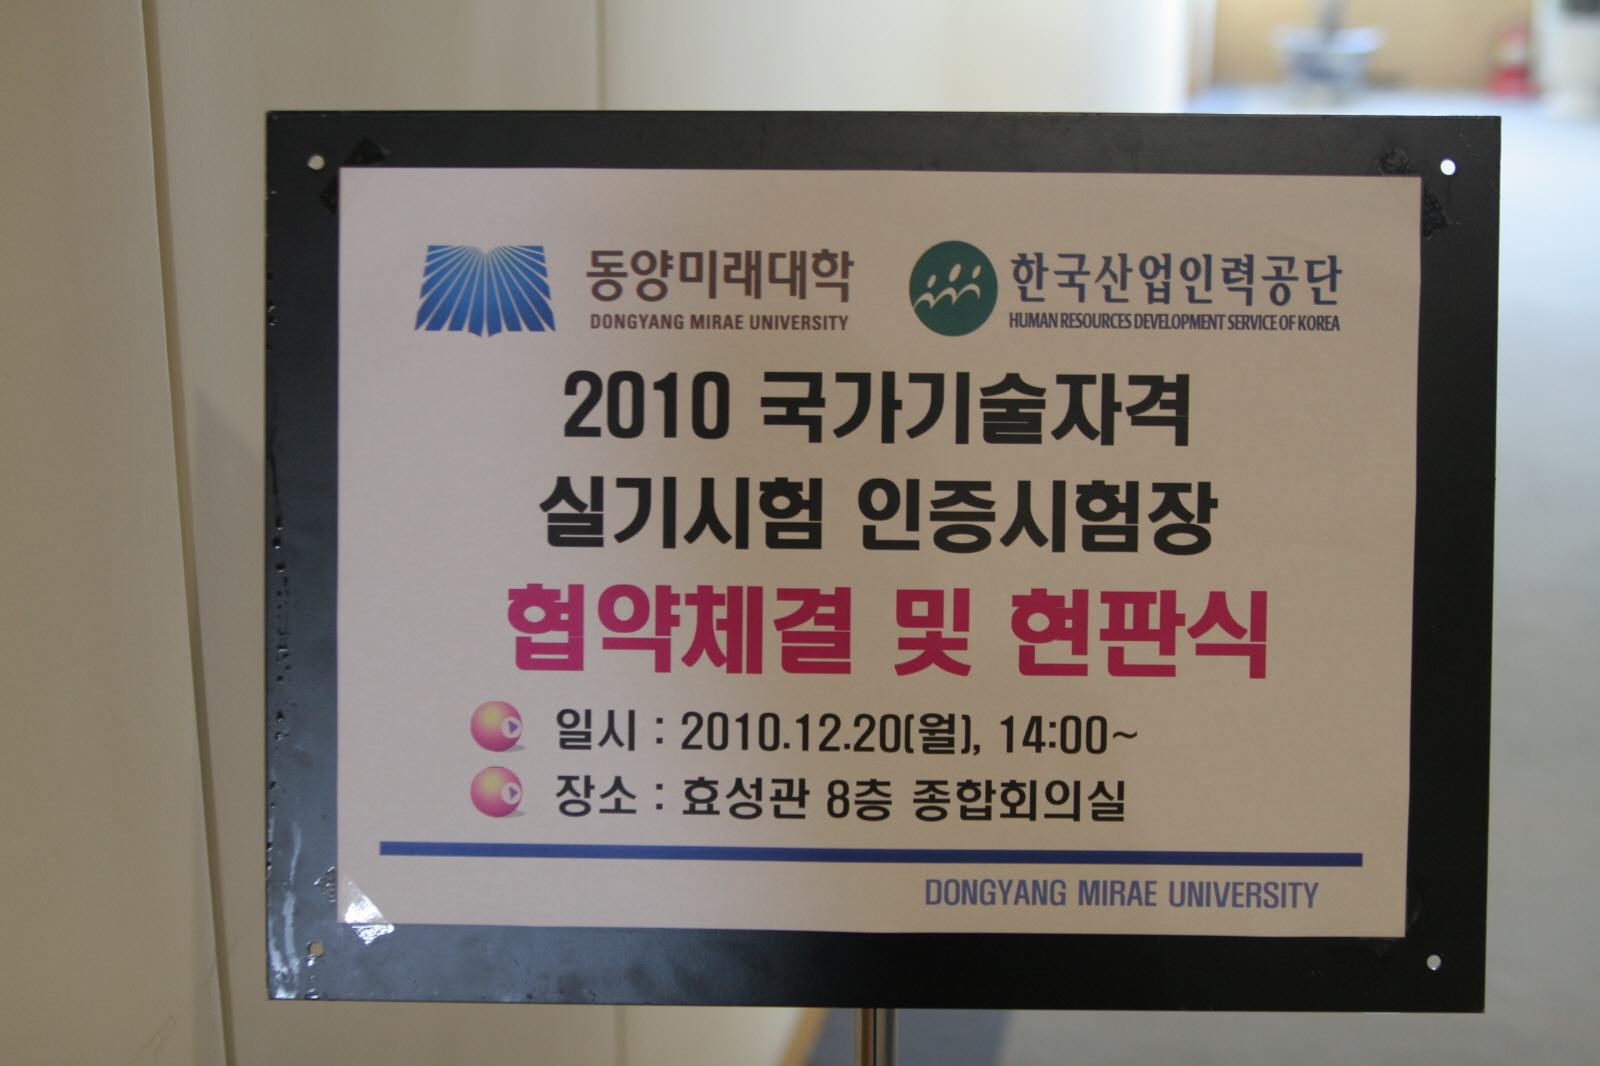 동양미래대학
DONGYANG MIRAE UNIVERSITY
한국산업인력공단
HUMAN RESOURCES DEVELOPMENT SERVICE OF KOREA
2010 국가기술자격
실기시험 인증시험장
협약체결 및 현판식
일시 : 2010.12.20(월), 14:00~
장소 : 효성관 8층 종합회의실
DONGYANG MIRAE UNIVERSITY